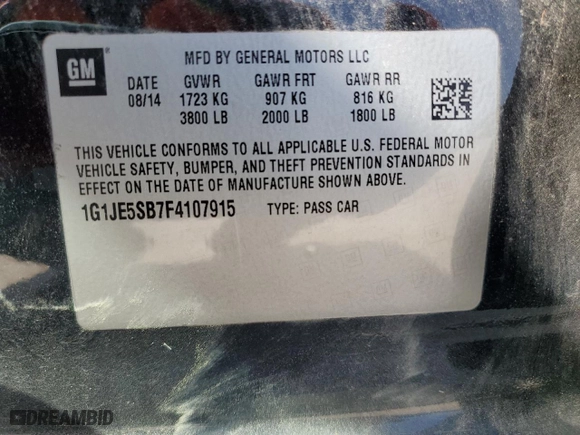 GM
MFD BY GENERAL MOTORS LLC
DATE GVWR GAWR FRT GAWR RR
08/14 1723 KG 907 KG 816 KG
3800 LB 2000 LB 1800 LB
THIS VEHICLE CONFORMS TO ALL APPLICABLE U.S. FEDERAL MOTOR
VEHICLE SAFETY, BUMPER, AND THEFT PREVENTION STANDARDS IN
EFFECT ON THE DATE OF MANUFACTURE SHOWN ABOVE.
1G1JE5SB7F4107915 TYPE: PASS CAR
DREAMBID